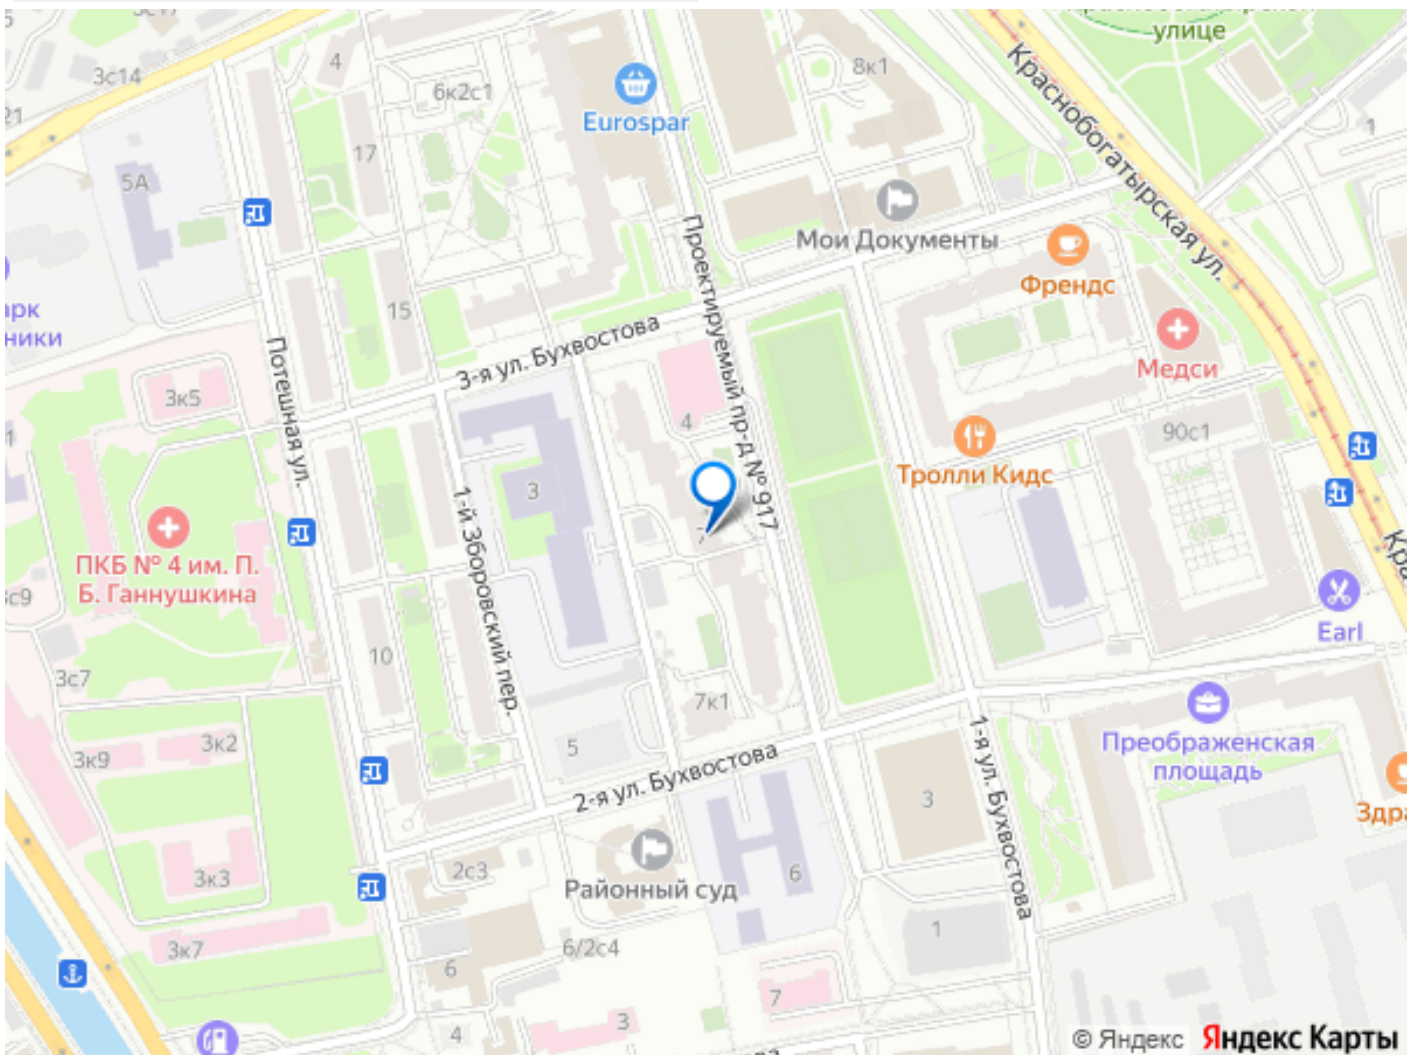 улице
3с14
4
6к2с1
8к1
21
17
1
5А
Eurospar
Краснобогатырская ул.
Мои Документы
Френдс
Проектируемый пр-д № 917
15
3-я ул. Бухвостова
Медси
3к5
Потешная ул.
4
90с1
Тролли Кидс
3
1-й Зборовский пер.
ПКБ № 4 им. П.
Б. Ганнушкина
Earl
10
3с7
7к1
3к2
3к9
5
2-я ул. Бухвостова
Преображенская
площадь
3
1-я ул. Бухвостова
2с3
3к3
Районный суд
6
1
3к7
6/2с4
6
7
3
4
© Яндекс Яндекс Карты